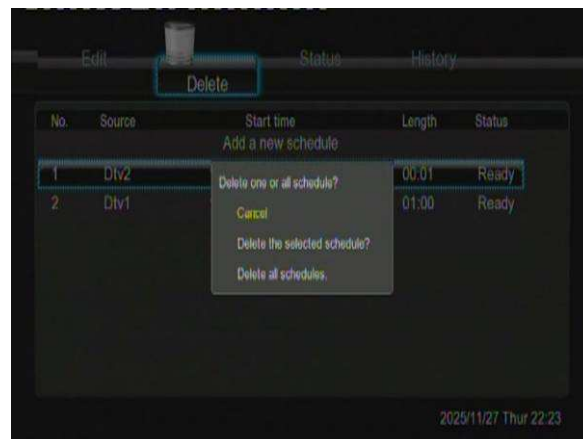 Edit Status History
Delete
No. Source Start time Length Status
Add a new schedule
1 Dtv2 00:01 Ready
2 Dtv1 01:00 Ready
Delete one or all schedule?
Cancel
Delete the selected schedule?
Delete all schedules.
2025/11/27 Thur 22:23